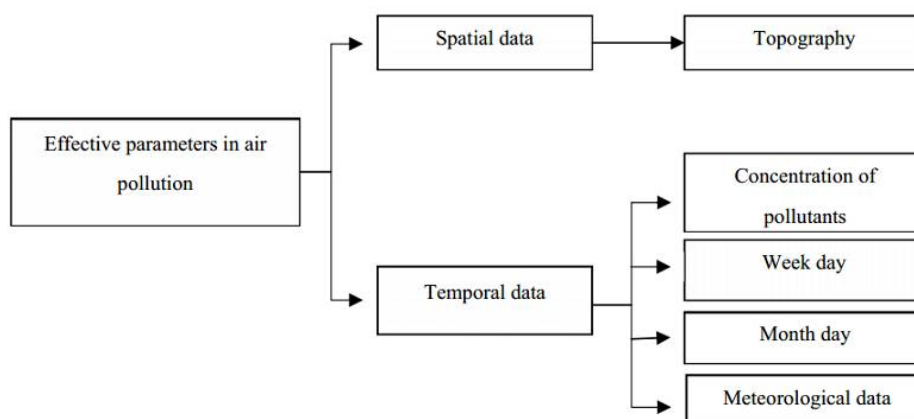 Spatial data
Topography
Effective parameters in air
pollution
Concentration of
pollutants
Week day
Temporal data
Month day
Meteorological data